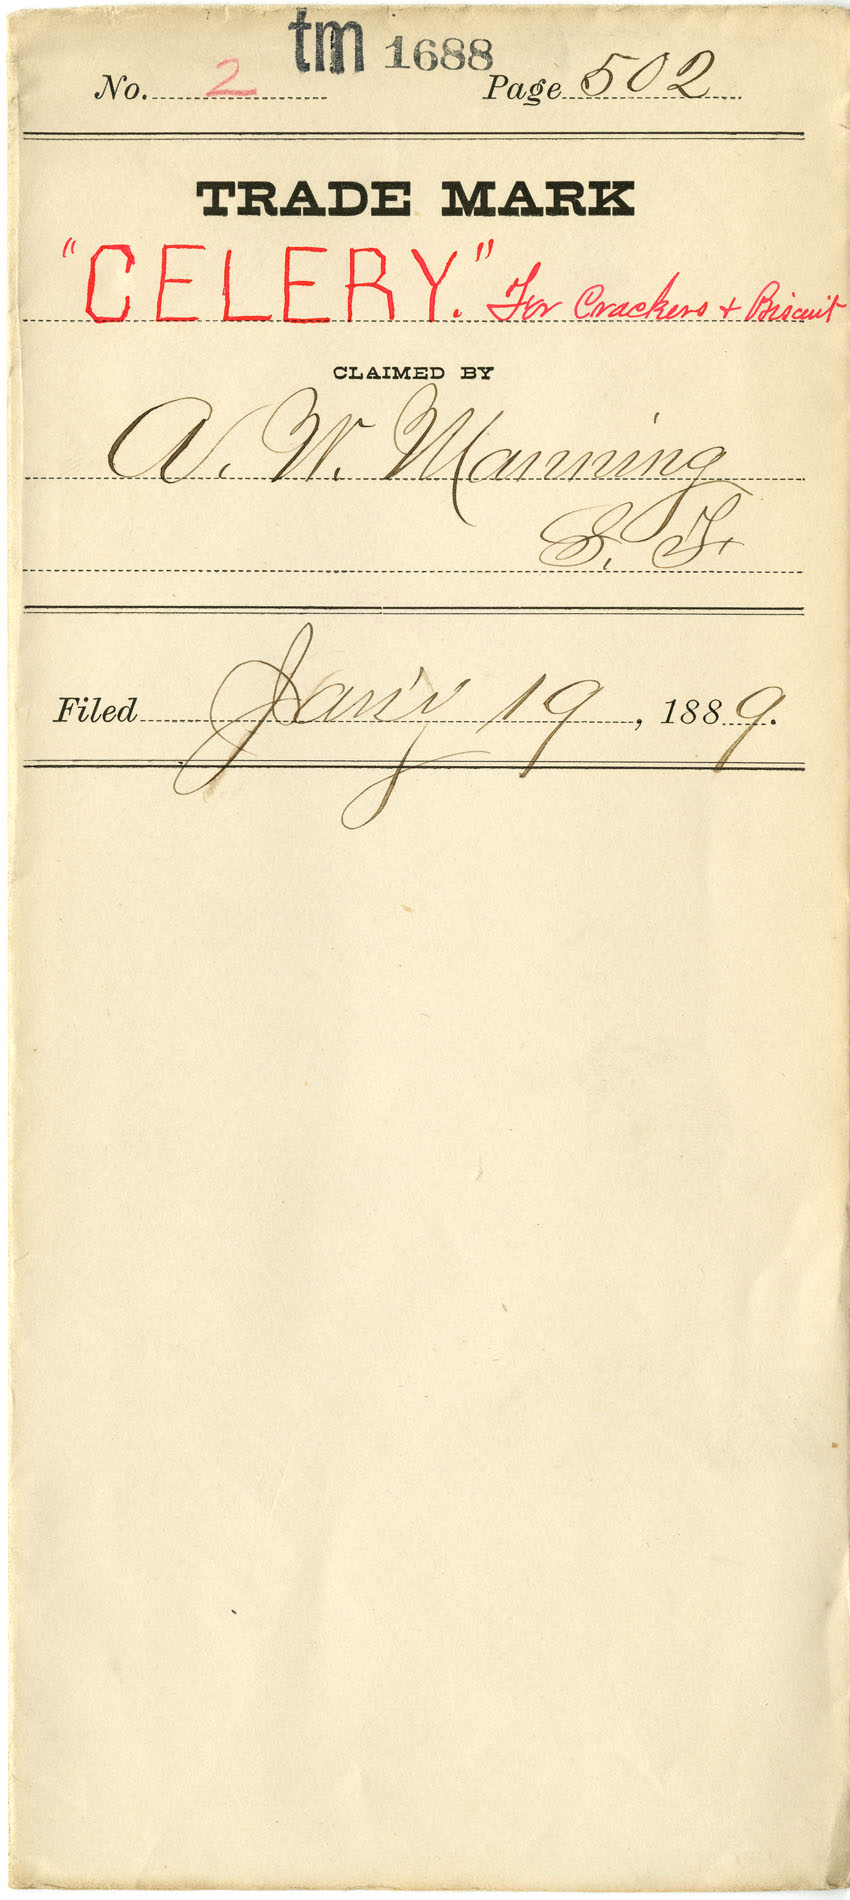 tm 1688
No. 2 Page 502
TRADE MARK
"CELERY." For Crackers + Biscuit
CLAIMED BY
A. W. Manning
S. F.
Filed Jan'y 19, 1889.